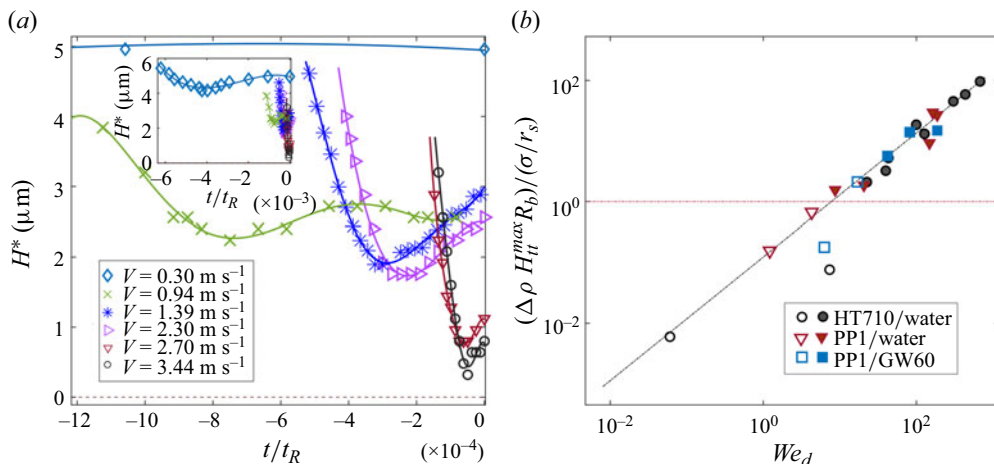 (a)
(b)
5
4
3
2
1
0
H* (μm)
6
4
2
0
H* (μm)
−6
−4
−2
0
t/t_R
(×10⁻³)
V = 0.30 m s⁻¹
V = 0.94 m s⁻¹
V = 1.39 m s⁻¹
V = 2.30 m s⁻¹
V = 2.70 m s⁻¹
V = 3.44 m s⁻¹
−12
−10
−8
−6
−4
−2
0
t/t_R
(×10⁻⁴)
(Δρ H_tt^max R_b)/(σ/r_s)
10²
10⁰
10⁻²
HT710/water
PP1/water
PP1/GW60
10⁻²
10⁰
10²
We_d